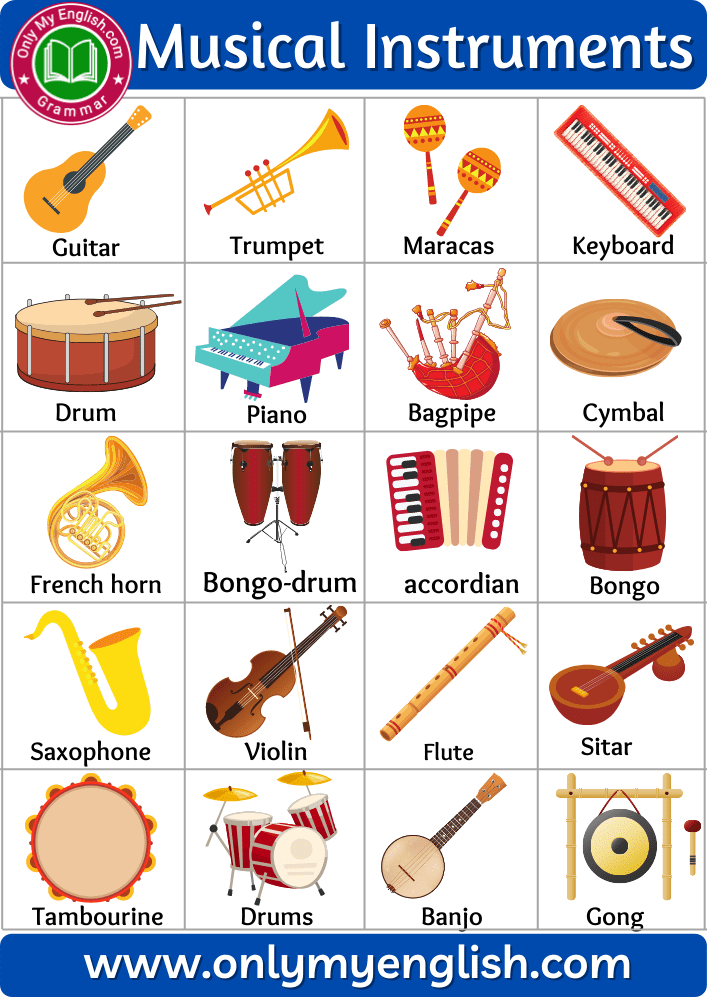 Only My English.com
Grammar
Musical Instruments
Guitar
Trumpet
Maracas
Keyboard
Drum
Piano
Bagpipe
Cymbal
French horn
Bongo-drum
accordian
Bongo
Saxophone
Violin
Flute
Sitar
Tambourine
Drums
Banjo
Gong
www.onlymyenglish.com